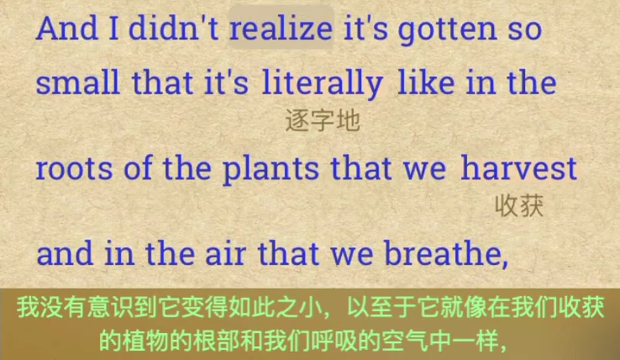 And I didn't realize it's gotten so
small that it's literally like in the
逐字地
roots of the plants that we harvest
收获
and in the air that we breathe,
我没有意识到它变得如此之小，以至于它就像在我们收获
的植物的根部和我们呼吸的空气中一样，